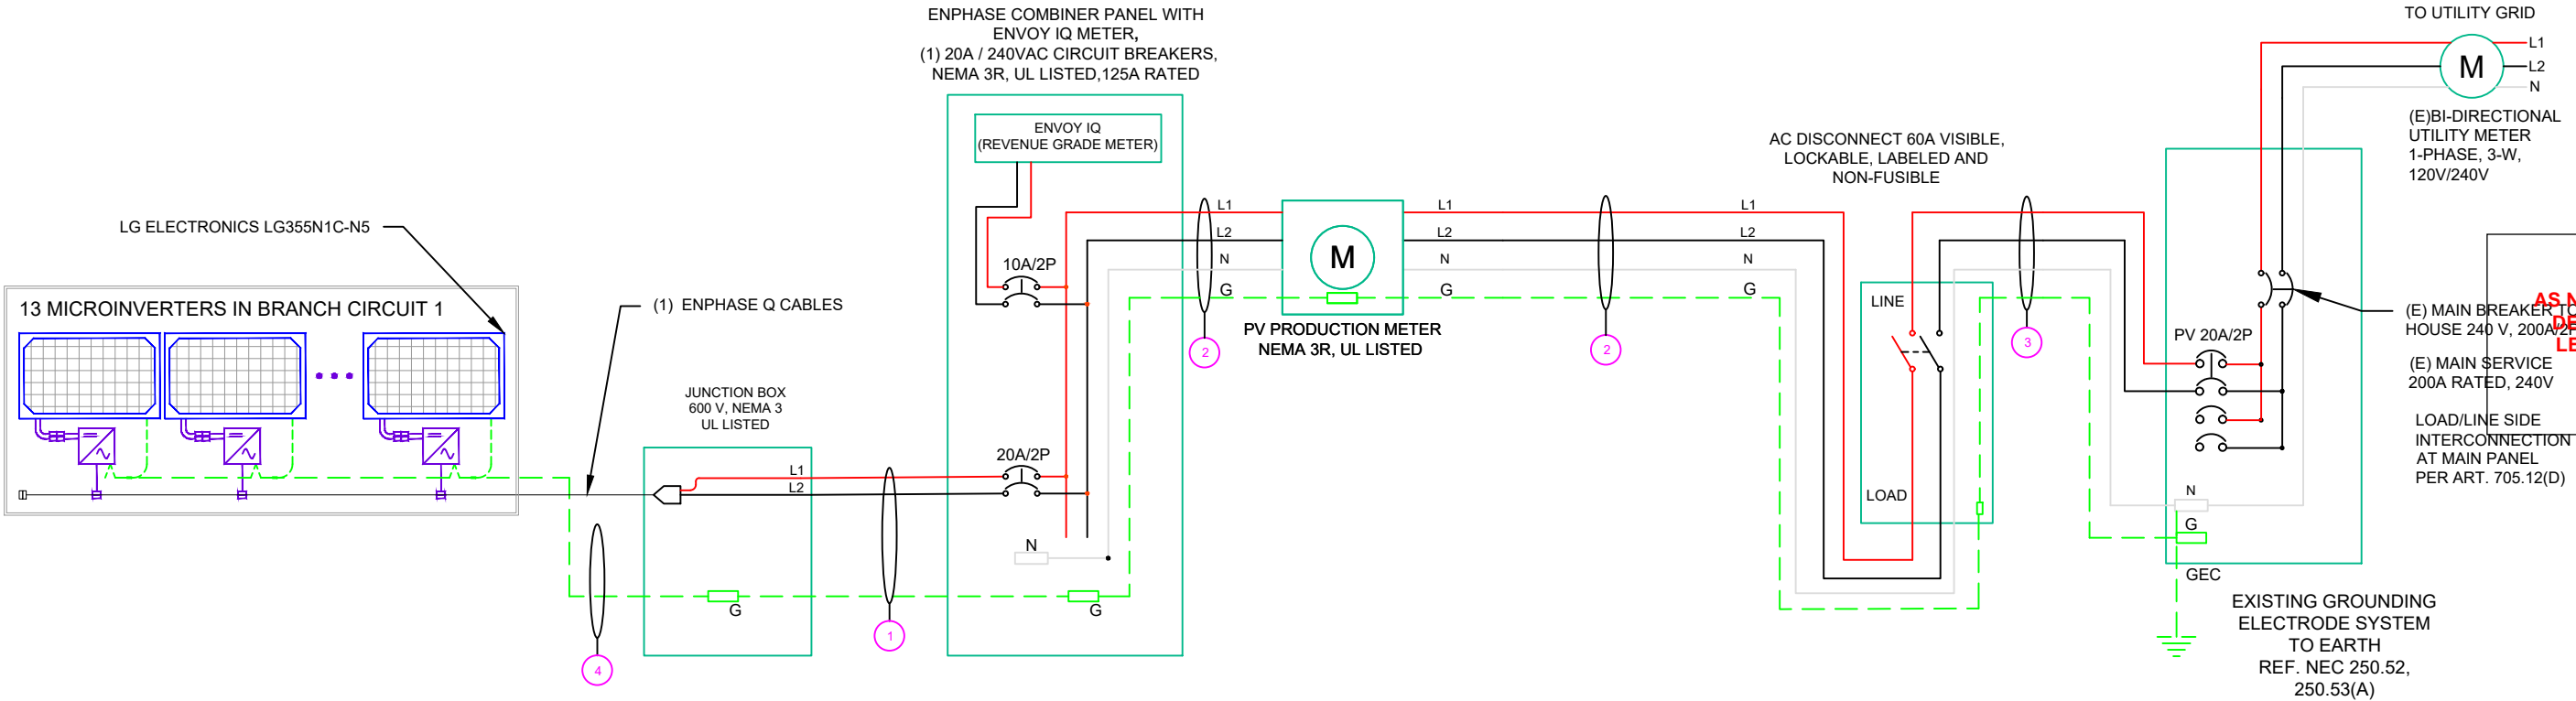 ENPHASE COMBINER PANEL WITH
ENVOY IQ METER,
(1) 20A / 240VAC CIRCUIT BREAKERS,
NEMA 3R, UL LISTED,125A RATED
ENVOY IQ
(REVENUE GRADE METER)
10A/2P
20A/2P
N
G
LG ELECTRONICS LG355N1C-N5
13 MICROINVERTERS IN BRANCH CIRCUIT 1
(1) ENPHASE Q CABLES
JUNCTION BOX
600 V, NEMA 3
UL LISTED
L1
L2
G
4
1
L1
L2
N
G
2
M
PV PRODUCTION METER
NEMA 3R, UL LISTED
L1
L2
N
G
2
L1
L2
N
G
AC DISCONNECT 60A VISIBLE,
LOCKABLE, LABELED AND
NON-FUSIBLE
LINE
LOAD
3
TO UTILITY GRID
M
L1
L2
N
(E)BI-DIRECTIONAL
UTILITY METER
1-PHASE, 3-W,
120V/240V
(E) MAIN BREAKER TO
HOUSE 240 V, 200A/2P
(E) MAIN SERVICE
200A RATED, 240V
LOAD/LINE SIDE
INTERCONNECTION
AT MAIN PANEL
PER ART. 705.12(D)
PV 20A/2P
N
G
GEC
EXISTING GROUNDING
ELECTRODE SYSTEM
TO EARTH
REF. NEC 250.52,
250.53(A)